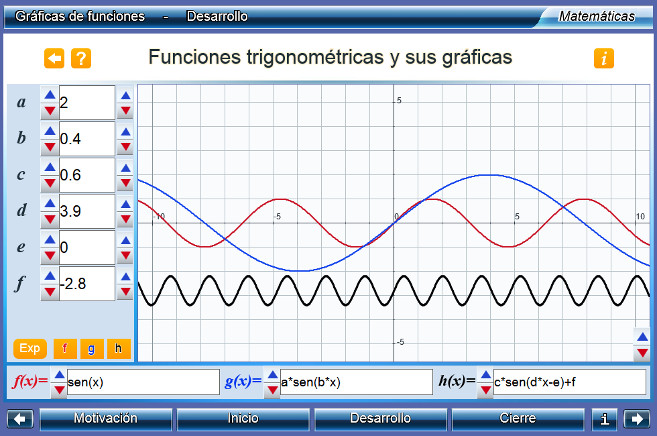 Gráficas de funciones - Desarrollo Matemáticas
Funciones trigonométricas y sus gráficas
a 2
b 0.4
c 0.6
d 3.9
e 0
f -2.8
5
-10 -5 0 5 10
-5
Exp f g h
f(x)= sen(x) g(x)= a*sen(b*x) h(x)= c*sen(d*x-e)+f
Motivación Inicio Desarrollo Cierre